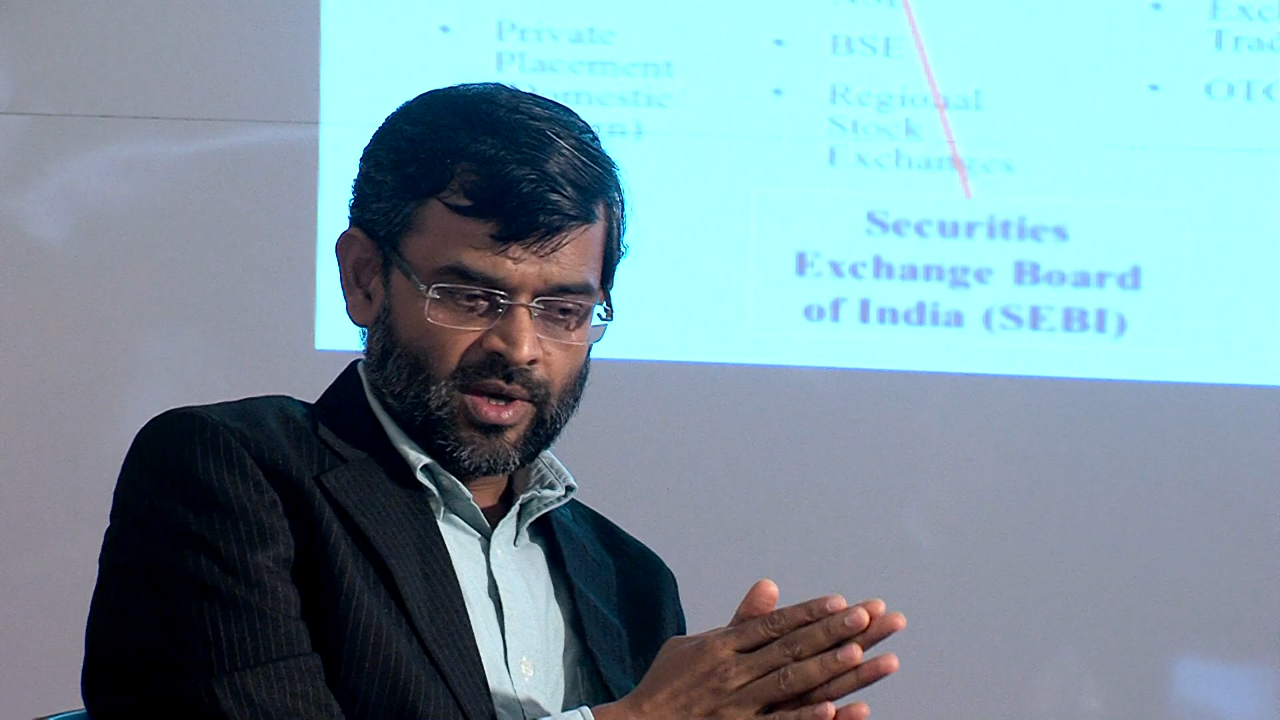 • Private
Placement
• BSE
• Regional
Stock
Exchanges
•
• OTC
Securities
Exchange Board
of India (SEBI)